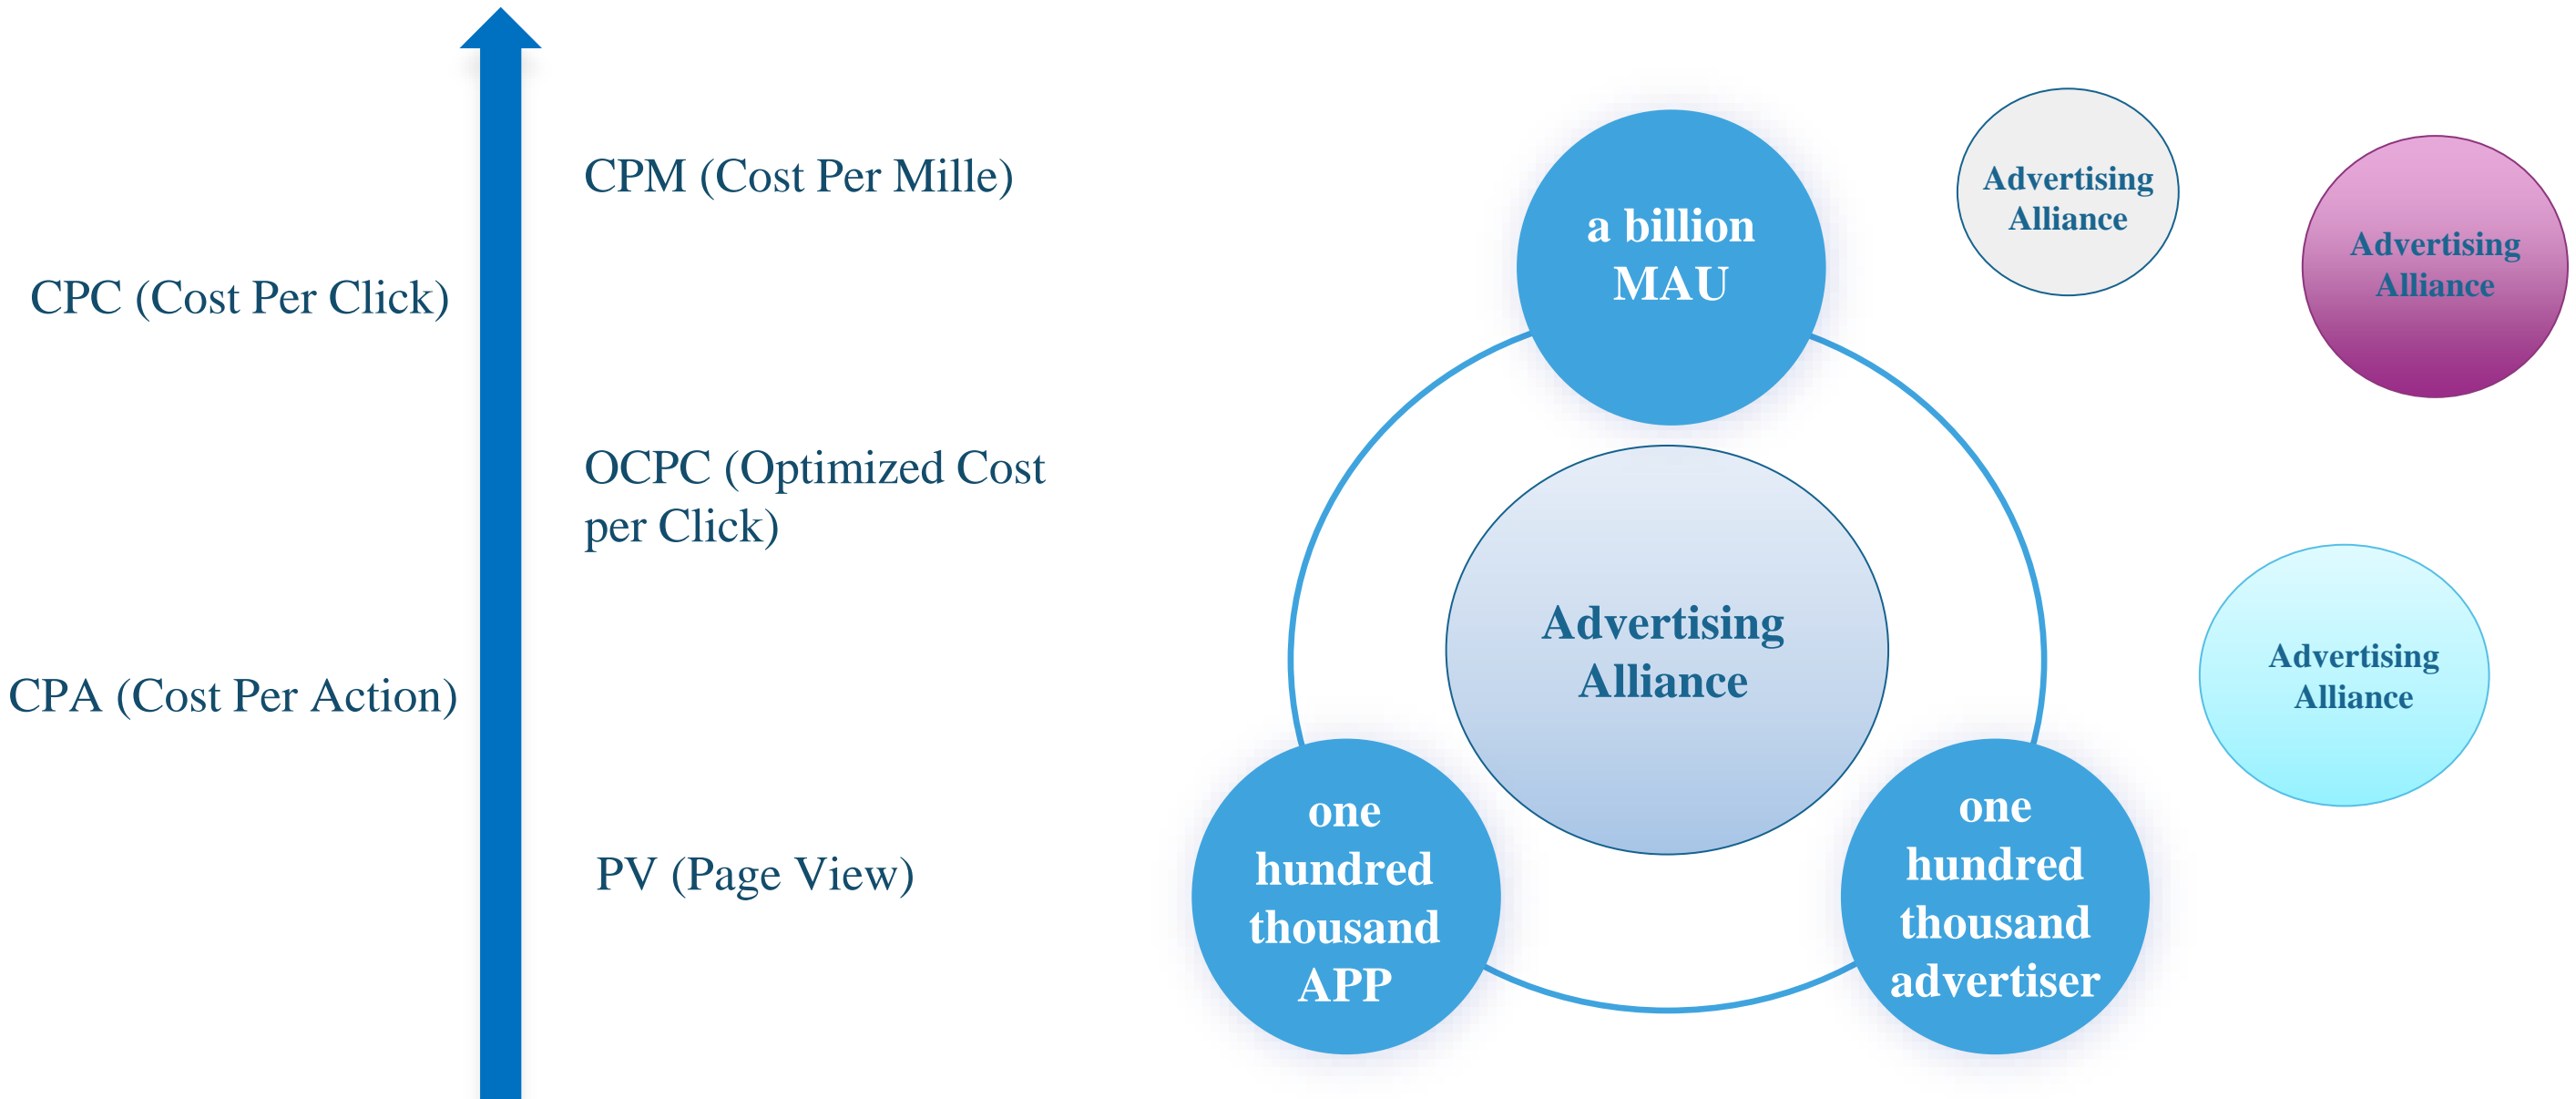 CPM (Cost Per Mille)
CPC (Cost Per Click)
OCPC (Optimized Cost
per Click)
CPA (Cost Per Action)
PV (Page View)
a billion
MAU
Advertising
Alliance
one
hundred
thousand
APP
one
hundred
thousand
advertiser
Advertising
Alliance
Advertising
Alliance
Advertising
Alliance